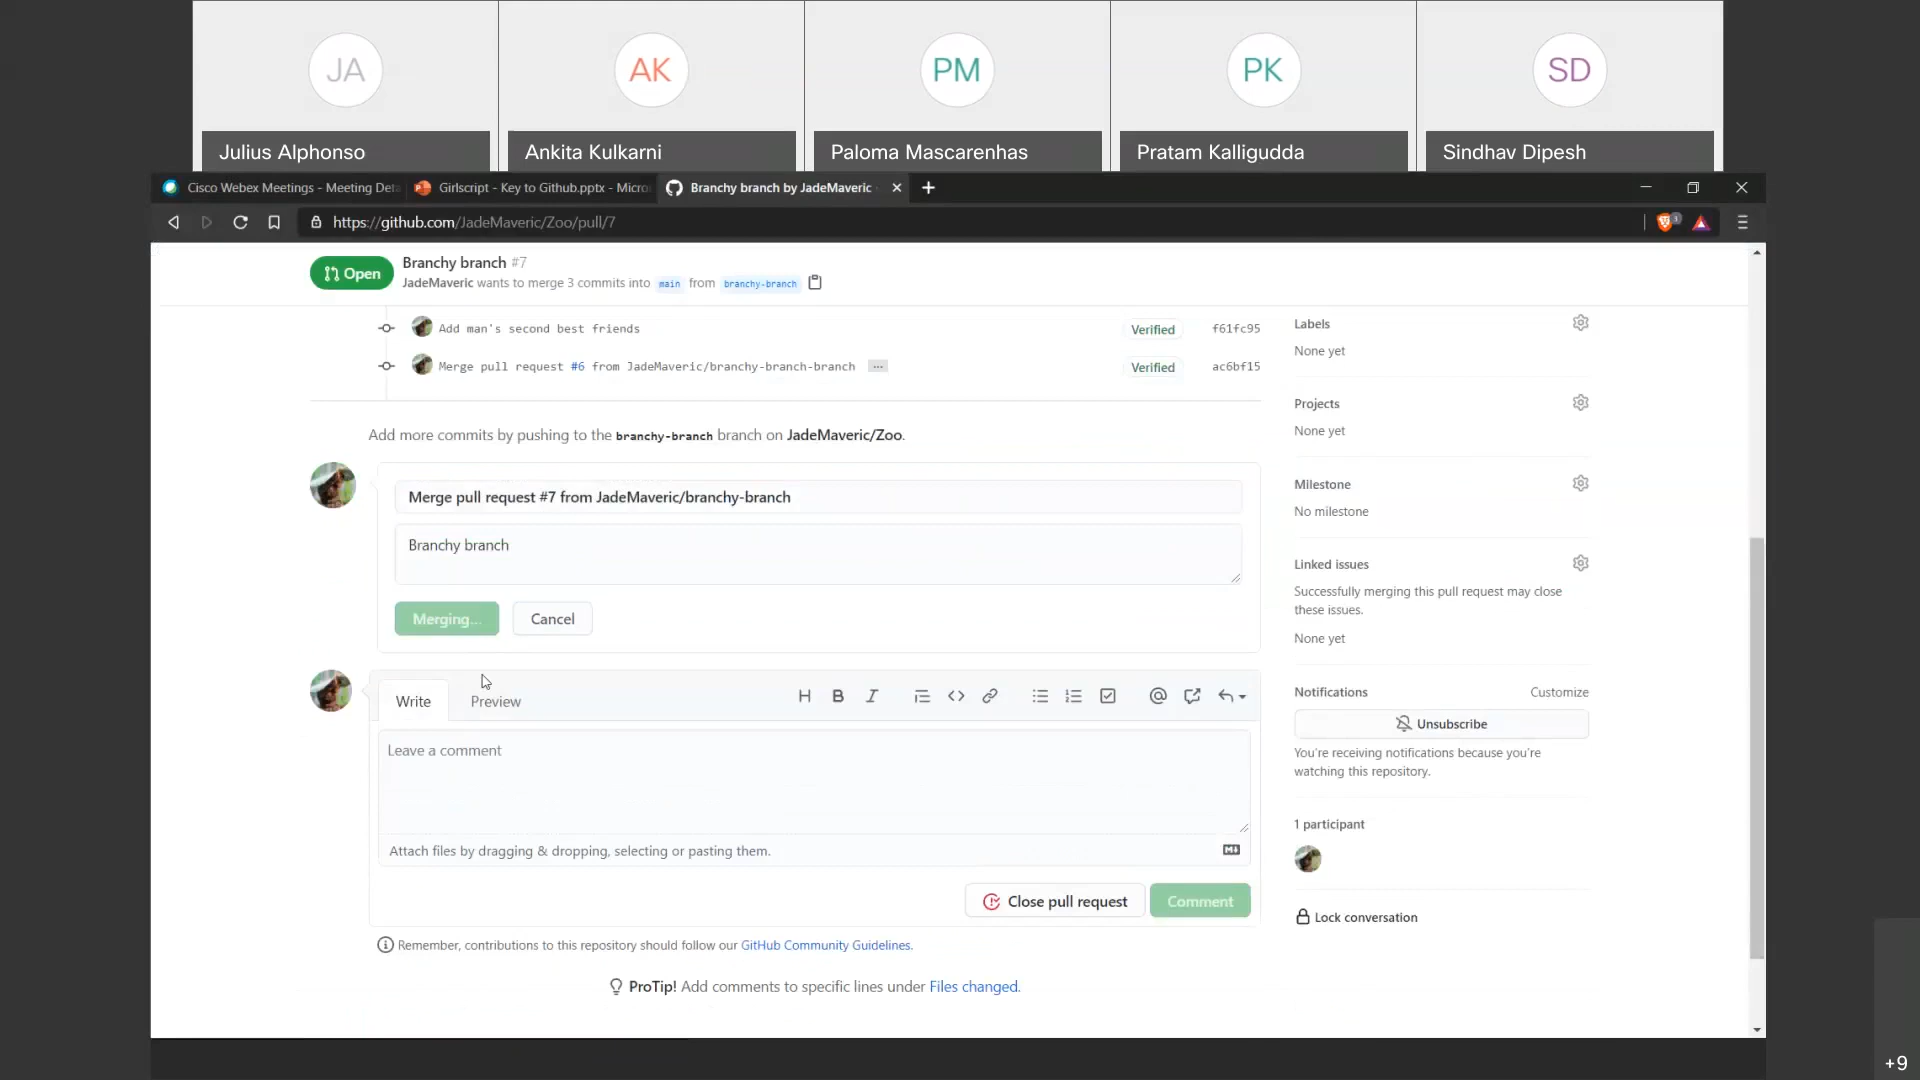 JA
AK
PM
PK
SD
Julius Alphonso
Ankita Kulkarni
Paloma Mascarenhas
Pratam Kalligudda
Sindhav Dipesh
Cisco Webex Meetings - Meeting Deta
Girlscript - Key to Github.pptx - Micro
Branchy branch by JadeMaveric
https://github.com/JadeMaveric/Zoo/pull/7
1
Open
Branchy branch #7
JadeMaveric wants to merge 3 commits into main from branchy-branch
Add man's second best friends
Verified
f61fc95
Merge pull request #6 from JadeMaveric/branchy-branch-branch ...
Verified
ac6bf15
Add more commits by pushing to the branchy-branch branch on JadeMaveric/Zoo.
Merge pull request #7 from JadeMaveric/branchy-branch
Branchy branch
Merging...
Cancel
Write
Preview
H B I
Leave a comment
Attach files by dragging & dropping, selecting or pasting them.
Close pull request
Comment
Remember, contributions to this repository should follow our GitHub Community Guidelines.
ProTip! Add comments to specific lines under Files changed.
Labels
None yet
Projects
None yet
Milestone
No milestone
Linked issues
Successfully merging this pull request may close
these issues.
None yet
Notifications
Customize
Unsubscribe
You're receiving notifications because you're
watching this repository.
1 participant
Lock conversation
+9